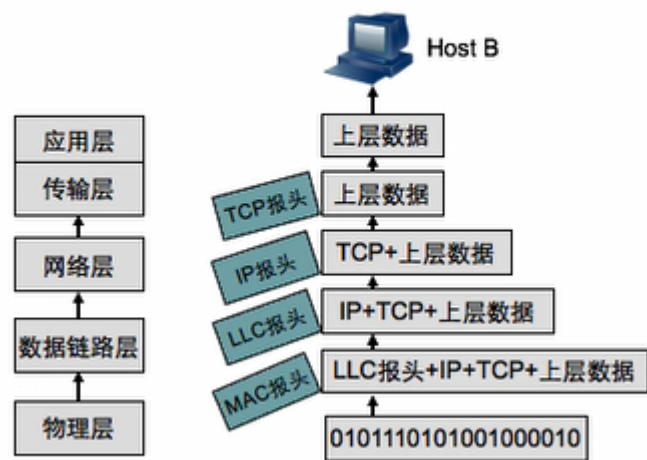 Host B
应用层
传输层
网络层
数据链路层
物理层
上层数据
TCP报头
上层数据
IP报头
TCP+上层数据
LLC报头
IP+TCP+上层数据
MAC报头
LLC报头+IP+TCP+上层数据
0101110101001000010